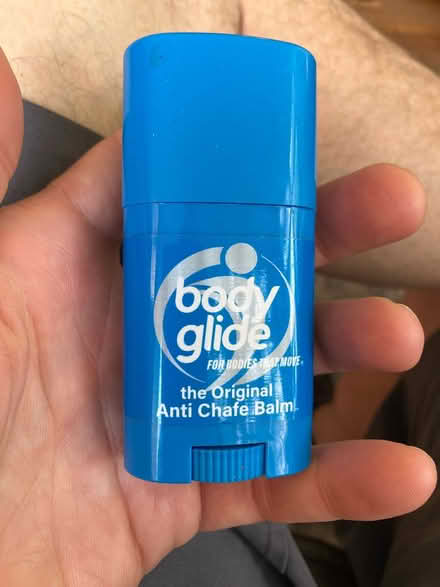 body
glide
FOR BODIES THAT MOVE
the Original
Anti Chafe Balm